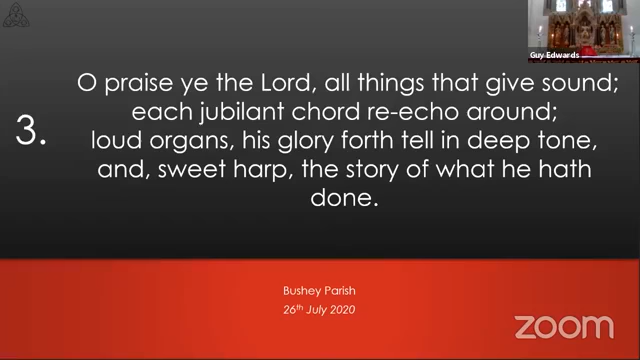 Guy Edwards
3.
O praise ye the Lord, all things that give sound;
each jubilant chord re-echo around;
loud organs, his glory forth tell in deep tone,
and, sweet harp, the story of what he hath
done.
Bushey Parish
26th July 2020
zoom